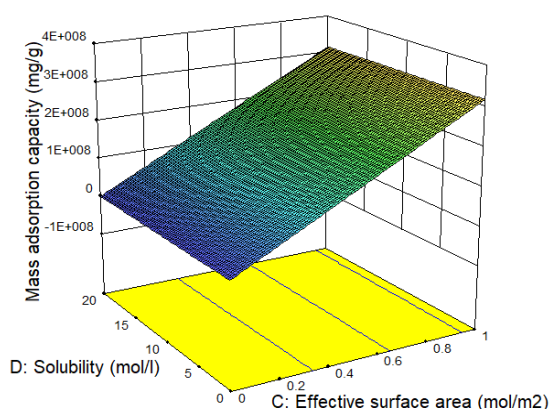 4E+008
3E+008
2E+008
1E+008
0
-1E+008
Mass adsorption capacity (mg/g)
20
15
10
5
0
D: Solubility (mol/l)
0
0.2
0.4
0.6
0.8
1
C: Effective surface area (mol/m2)